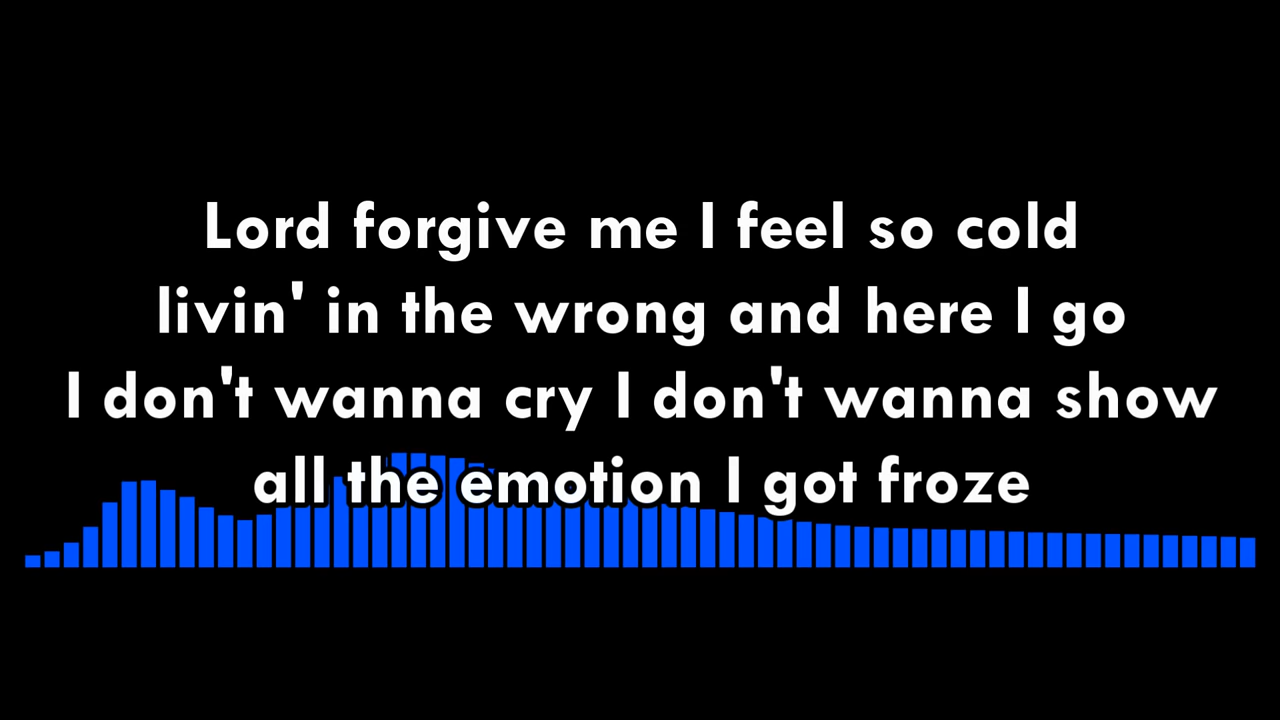 Lord forgive me I feel so cold
livin' in the wrong and here I go
I don't wanna cry I don't wanna show
all the emotion I got froze